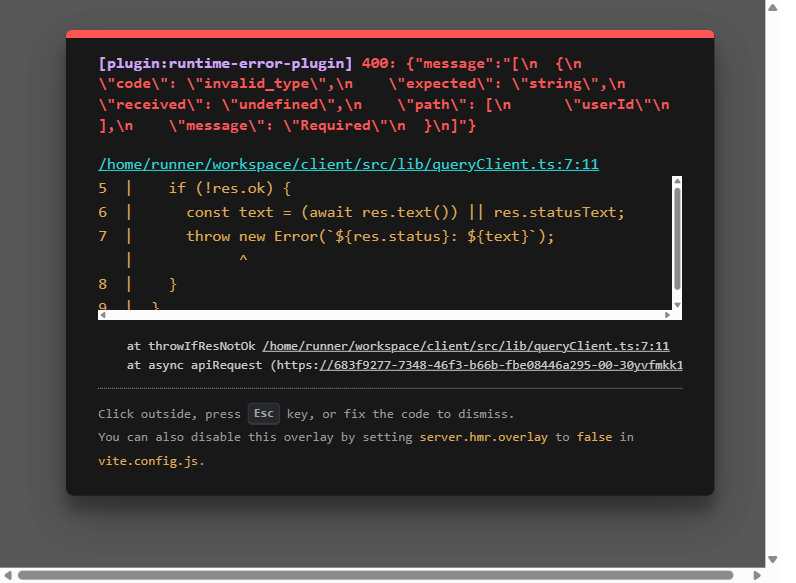 [plugin:runtime-error-plugin] 400: {"message":"[\n  {\n
\"code\": \"invalid_type\",\n    \"expected\": \"string\",\n
\"received\": \"undefined\",\n    \"path\": [\n      \"userId\"\n
],\n    \"message\": \"Required\"\n  }\n]"}
/home/runner/workspace/client/src/lib/queryClient.ts:7:11
5  |    if (!res.ok) {
6  |      const text = (await res.text()) || res.statusText;
7  |      throw new Error(`${res.status}: ${text}`);
   |            ^
8  |    }
9  |  }
at throwIfResNotOk /home/runner/workspace/client/src/lib/queryClient.ts:7:11
at async apiRequest (https://683f9277-7348-46f3-b66b-fbe08446a295-00-30yvfmkk1
Click outside, press Esc key, or fix the code to dismiss.
You can also disable this overlay by setting server.hmr.overlay to false in
vite.config.js.